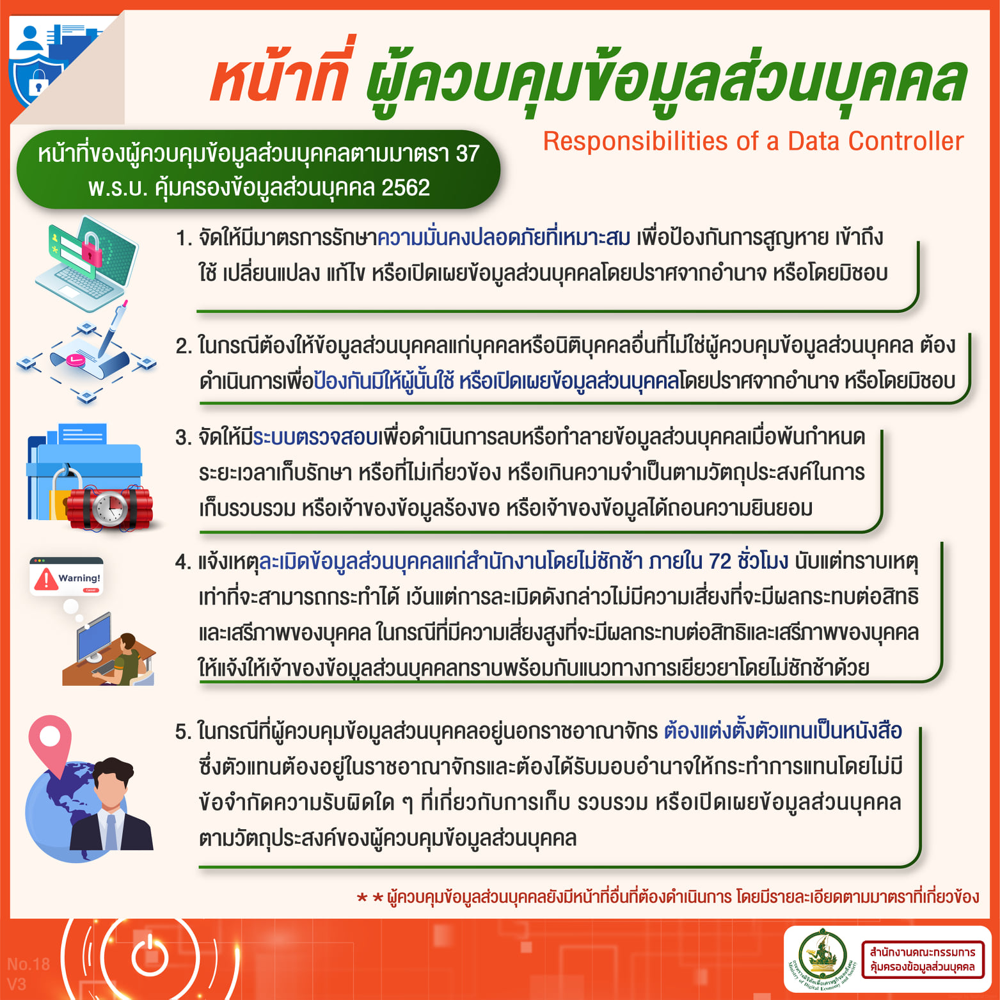 หน้าที่ ผู้ควบคุมข้อมูลส่วนบุคคล
Responsibilities of a Data Controller
หน้าที่ของผู้ควบคุมข้อมูลส่วนบุคคลตามมาตรา 37
พ.ร.บ. คุ้มครองข้อมูลส่วนบุคคล 2562
1. จัดให้มีมาตรการรักษาความมั่นคงปลอดภัยที่เหมาะสม เพื่อป้องกันการสูญหาย เข้าถึง
ใช้ เปลี่ยนแปลง แก้ไข หรือเปิดเผยข้อมูลส่วนบุคคลโดยปราศจากอำนาจ หรือโดยมิชอบ
2. ในกรณีต้องให้ข้อมูลส่วนบุคคลแก่บุคคลหรือนิติบุคคลอื่นที่ไม่ใช่ผู้ควบคุมข้อมูลส่วนบุคคล ต้อง
ดำเนินการเพื่อป้องกันมิให้ผู้นั้นใช้ หรือเปิดเผยข้อมูลส่วนบุคคลโดยปราศจากอำนาจ หรือโดยมิชอบ
3. จัดให้มีระบบตรวจสอบเพื่อดำเนินการลบหรือทำลายข้อมูลส่วนบุคคลเมื่อพ้นกำหนด
ระยะเวลาเก็บรักษา หรือที่ไม่เกี่ยวข้อง หรือเกินความจำเป็นตามวัตถุประสงค์ในการ
เก็บรวบรวม หรือเจ้าของข้อมูลร้องขอ หรือเจ้าของข้อมูลได้ถอนความยินยอม
Warning!
Cancel
4. แจ้งเหตุละเมิดข้อมูลส่วนบุคคลแก่สำนักงานโดยไม่ชักช้า ภายใน 72 ชั่วโมง นับแต่ทราบเหตุ
เท่าที่จะสามารถกระทำได้ เว้นแต่การละเมิดดังกล่าวไม่มีความเสี่ยงที่จะมีผลกระทบต่อสิทธิ
และเสรีภาพของบุคคล ในกรณีที่มีความเสี่ยงสูงที่จะมีผลกระทบต่อสิทธิและเสรีภาพของบุคคล
ให้แจ้งให้เจ้าของข้อมูลส่วนบุคคลทราบพร้อมกับแนวทางการเยียวยาโดยไม่ชักช้าด้วย
5. ในกรณีที่ผู้ควบคุมข้อมูลส่วนบุคคลอยู่นอกราชอาณาจักร ต้องแต่งตั้งตัวแทนเป็นหนังสือ
ซึ่งตัวแทนต้องอยู่ในราชอาณาจักรและต้องได้รับมอบอำนาจให้กระทำการแทนโดยไม่มี
ข้อจำกัดความรับผิดใด ๆ ที่เกี่ยวกับการเก็บ รวบรวม หรือเปิดเผยข้อมูลส่วนบุคคล
ตามวัตถุประสงค์ของผู้ควบคุมข้อมูลส่วนบุคคล
* * ผู้ควบคุมข้อมูลส่วนบุคคลยังมีหน้าที่อื่นที่ต้องดำเนินการ โดยมีรายละเอียดตามมาตราที่เกี่ยวข้อง
No.18
V3
กระทรวงดิจิทัลเพื่อเศรษฐกิจและสังคม
Ministry of Digital Economy and Society
สำนักงานคณะกรรมการ
คุ้มครองข้อมูลส่วนบุคคล